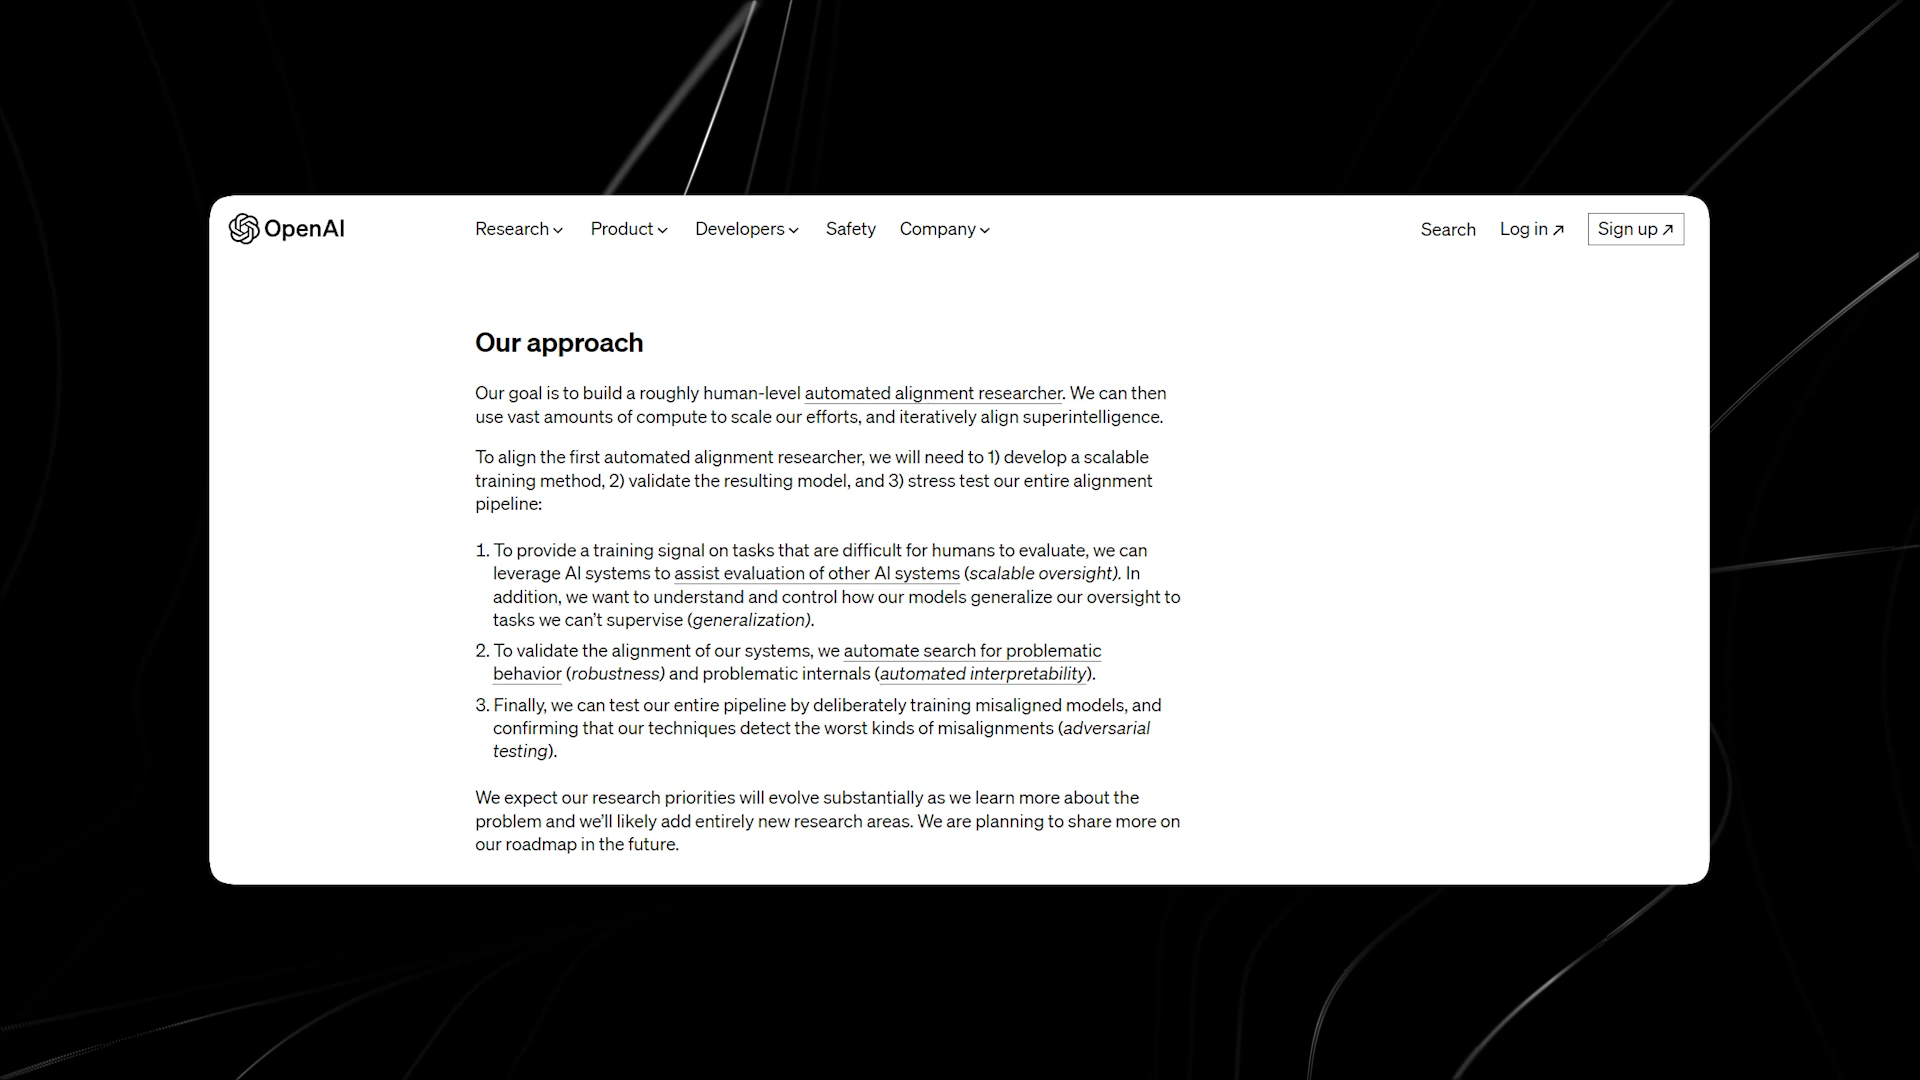 OpenAI
Research
Product
Developers
Safety
Company
Search
Log in ↗
Sign up ↗
Our approach
Our goal is to build a roughly human-level automated alignment researcher. We can then
use vast amounts of compute to scale our efforts, and iteratively align superintelligence.
To align the first automated alignment researcher, we will need to 1) develop a scalable
training method, 2) validate the resulting model, and 3) stress test our entire alignment
pipeline:
1. To provide a training signal on tasks that are difficult for humans to evaluate, we can
leverage AI systems to assist evaluation of other AI systems (scalable oversight). In
addition, we want to understand and control how our models generalize our oversight to
tasks we can’t supervise (generalization).
2. To validate the alignment of our systems, we automate search for problematic
behavior (robustness) and problematic internals (automated interpretability).
3. Finally, we can test our entire pipeline by deliberately training misaligned models, and
confirming that our techniques detect the worst kinds of misalignments (adversarial
testing).
We expect our research priorities will evolve substantially as we learn more about the
problem and we’ll likely add entirely new research areas. We are planning to share more on
our roadmap in the future.